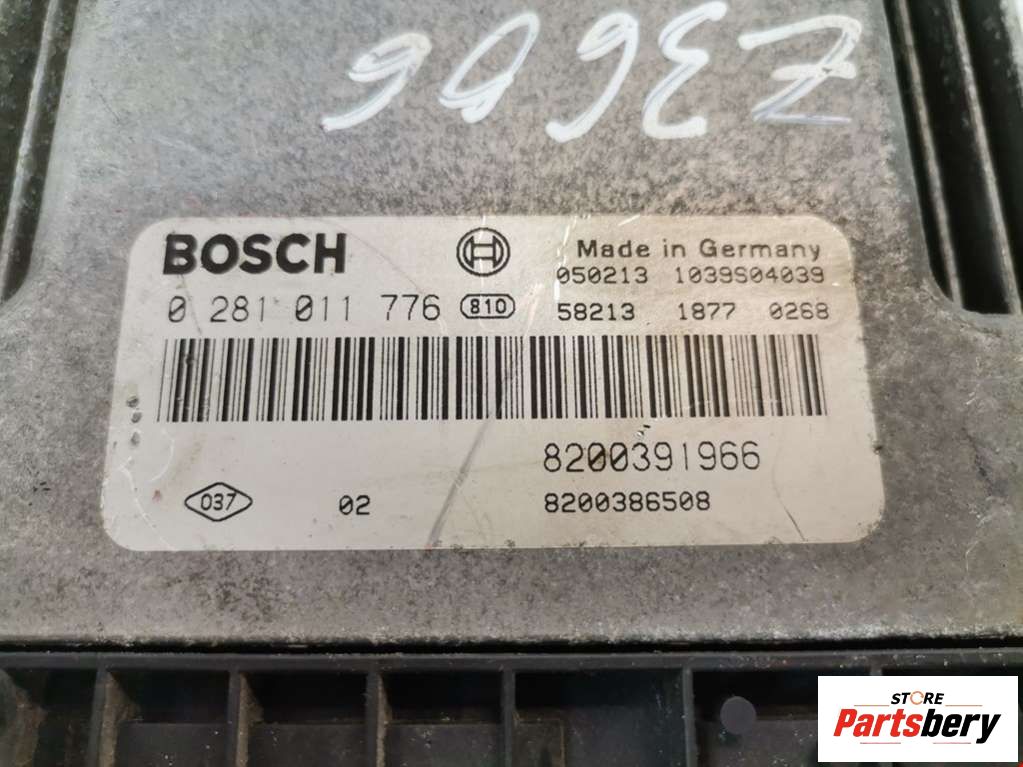 BOSCH
Made in Germany
050213 1039S04039
0 281 011 776 810
58213 1877 0268
8200391966
037 02 8200386508
STORE
Partsbery